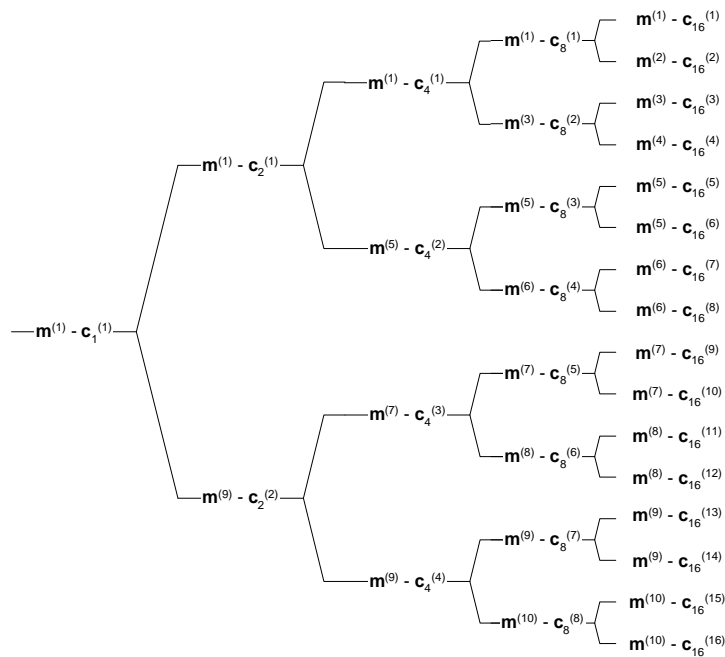 m(1) - c16(1)
m(1) - c8(1)
m(2) - c16(2)
m(1) - c4(1)
m(3) - c16(3)
m(3) - c8(2)
m(4) - c16(4)
m(1) - c2(1)
m(5) - c16(5)
m(5) - c8(3)
m(5) - c16(6)
m(5) - c4(2)
m(6) - c16(7)
m(6) - c8(4)
m(6) - c16(8)
m(1) - c1(1)
m(7) - c16(9)
m(7) - c8(5)
m(7) - c16(10)
m(7) - c4(3)
m(8) - c16(11)
m(8) - c8(6)
m(8) - c16(12)
m(9) - c2(2)
m(9) - c16(13)
m(9) - c8(7)
m(9) - c16(14)
m(9) - c4(4)
m(10) - c16(15)
m(10) - c8(8)
m(10) - c16(16)